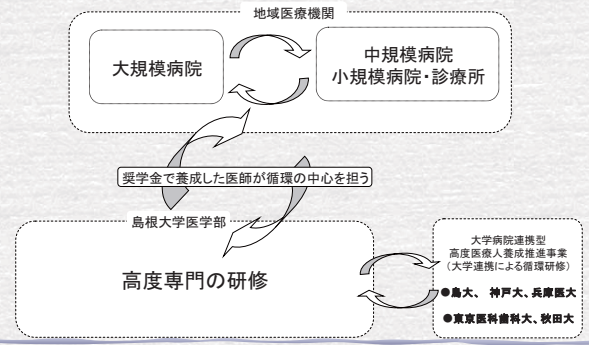 地域医療機関
大規模病院
中規模病院
小規模病院・診療所
奨学金で養成した医師が循環の中心を担う
島根大学医学部
高度専門の研修
大学病院連携型
高度医療人養成推進事業
(大学連携による循環研修)
●島大、神戸大、兵庫医大
●東京医科歯科大、秋田大